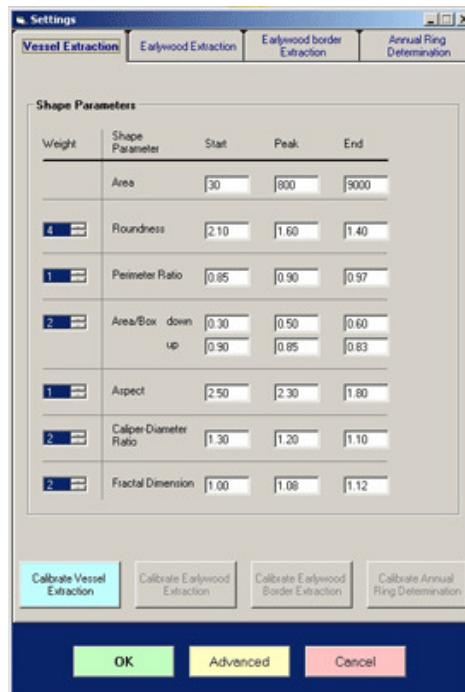 Settings
Vessel Extraction
Earlywood Extraction
Earlywood border
Extraction
Annual Ring
Determination
Shape Parameters
Weight
Shape
Parameter
Start
Peak
End
Area 30 800 9000
4 Roundness 2.10 1.60 1.40
1 Perimeter Ratio 0.85 0.90 0.97
2 Area/Box down 0.30 0.50 0.60
up 0.90 0.85 0.83
1 Aspect 2.50 2.30 1.80
Caliper-Diameter
2 Ratio 1.30 1.20 1.10
2 Fractal Dimension 1.00 1.08 1.12
Calibrate Vessel
Extraction
Calibrate Earlywood
Extraction
Calibrate Earlywood
Border Extraction
Calibrate Annual
Ring Determination
OK
Advanced
Cancel